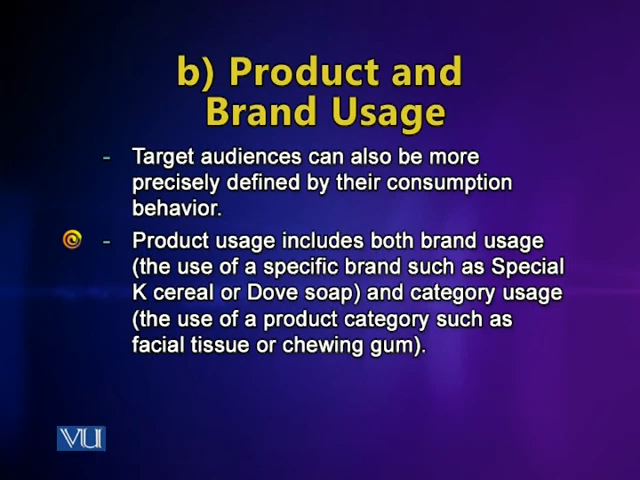 b) Product and
Brand Usage
- Target audiences can also be more
precisely defined by their consumption
behavior.
- Product usage includes both brand usage
(the use of a specific brand such as Special
K cereal or Dove soap) and category usage
(the use of a product category such as
facial tissue or chewing gum).
VU